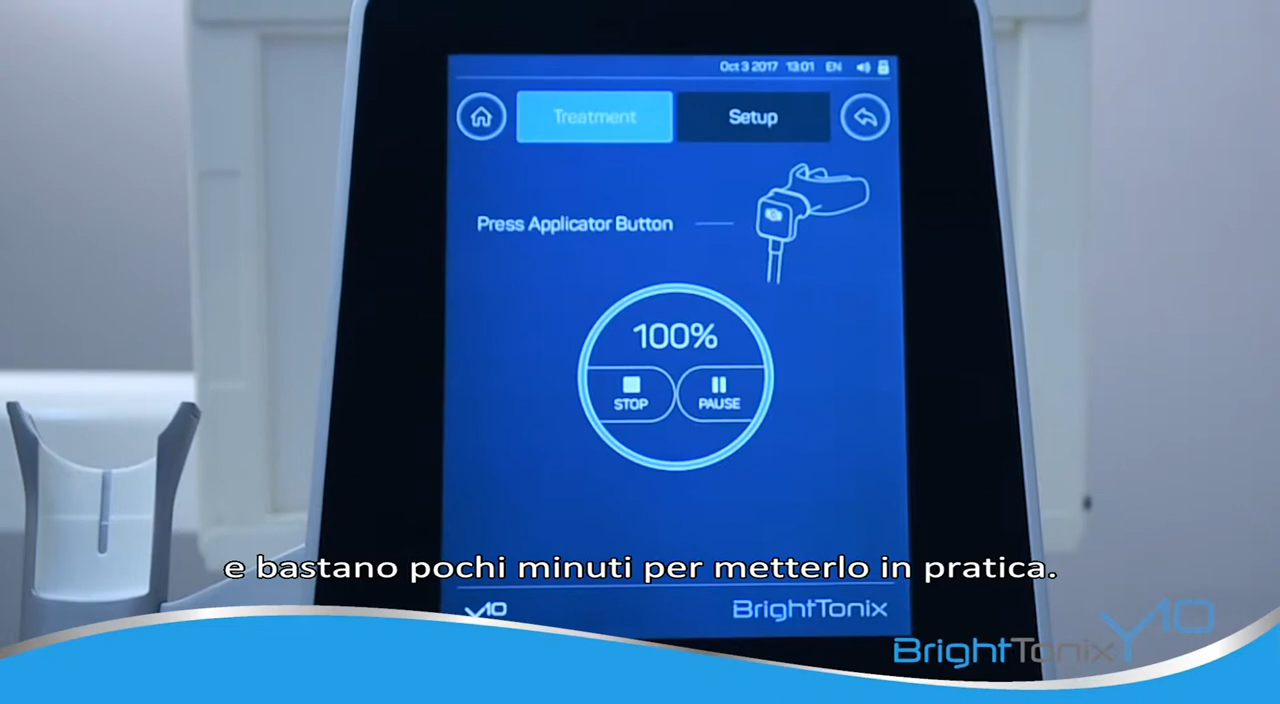 Oct 3 2017 13:01 EN
Treatment Setup
Press Applicator Button
100%
STOP PAUSE
e bastano pochi minuti per metterlo in pratica.
Y10 BrightTonix
BrightTonix Y10